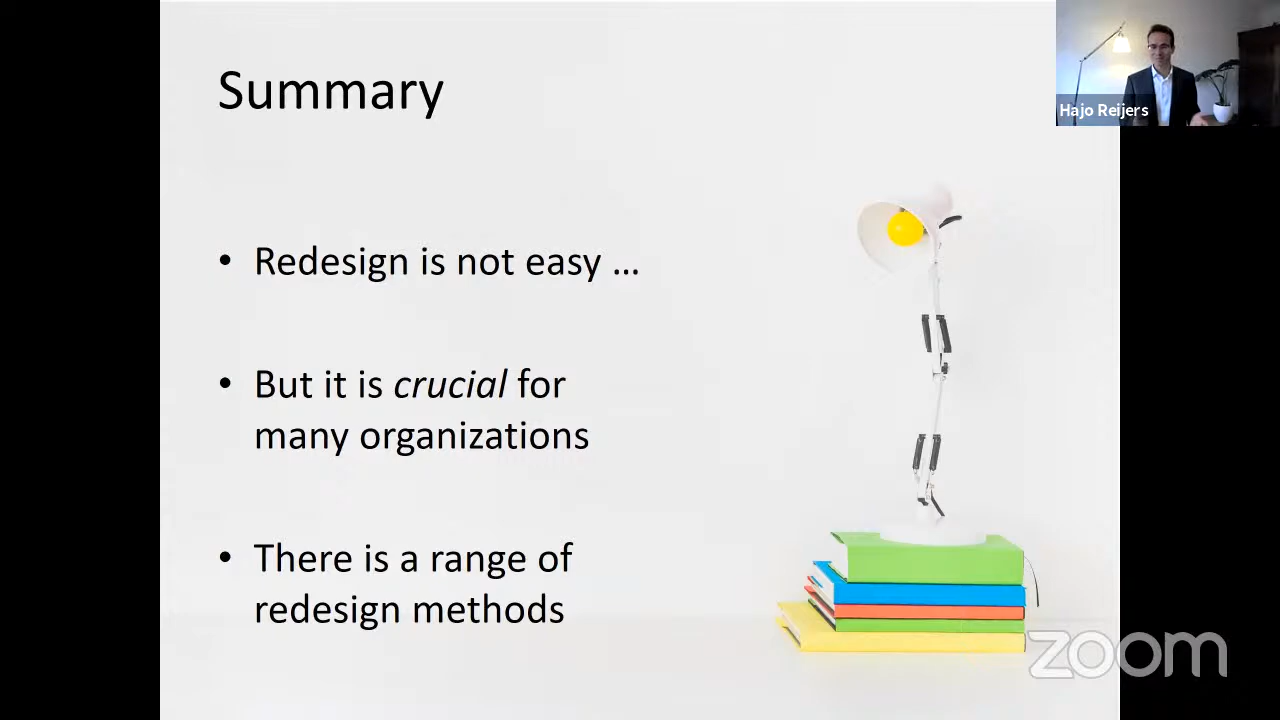 Summary
Hajo Reijers
• Redesign is not easy ...
• But it is crucial for
many organizations
• There is a range of
redesign methods
zoom